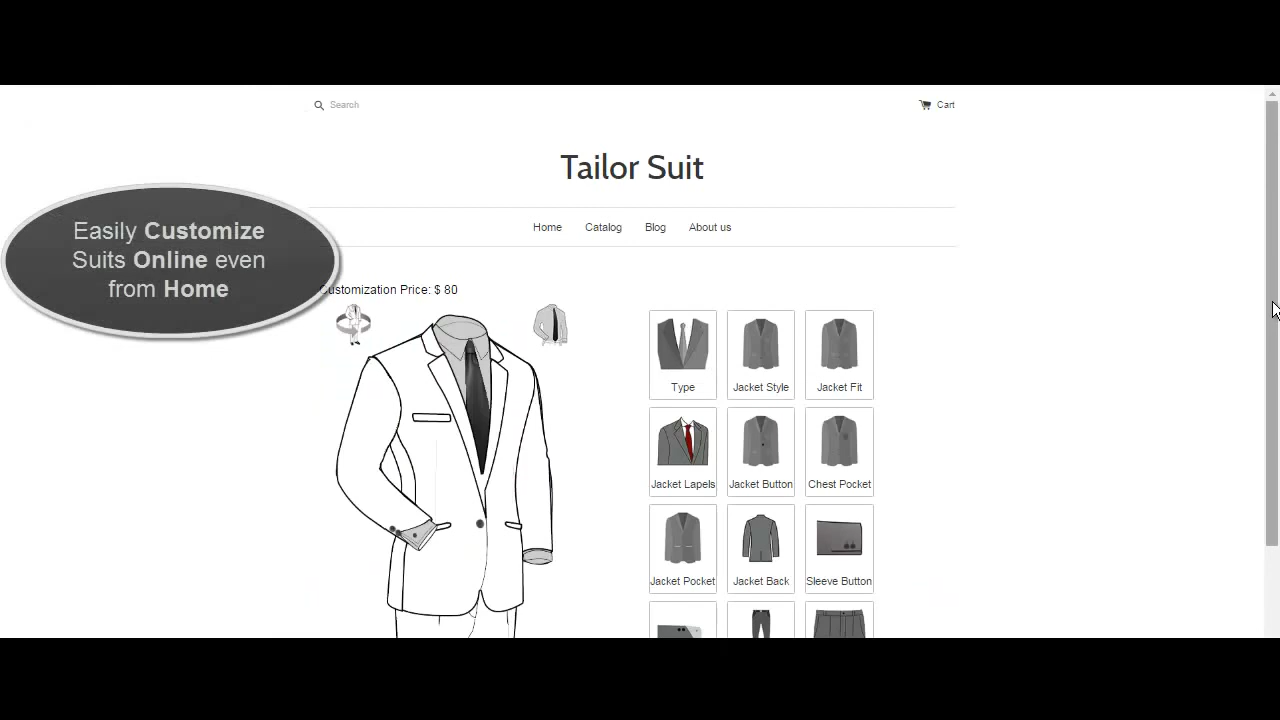 Search
Cart
Tailor Suit
Home Catalog Blog About us
Easily Customize
Suits Online even
from Home
Customization Price: $ 80
Type Jacket Style Jacket Fit
Jacket Lapels Jacket Button Chest Pocket
Jacket Pocket Jacket Back Sleeve Button